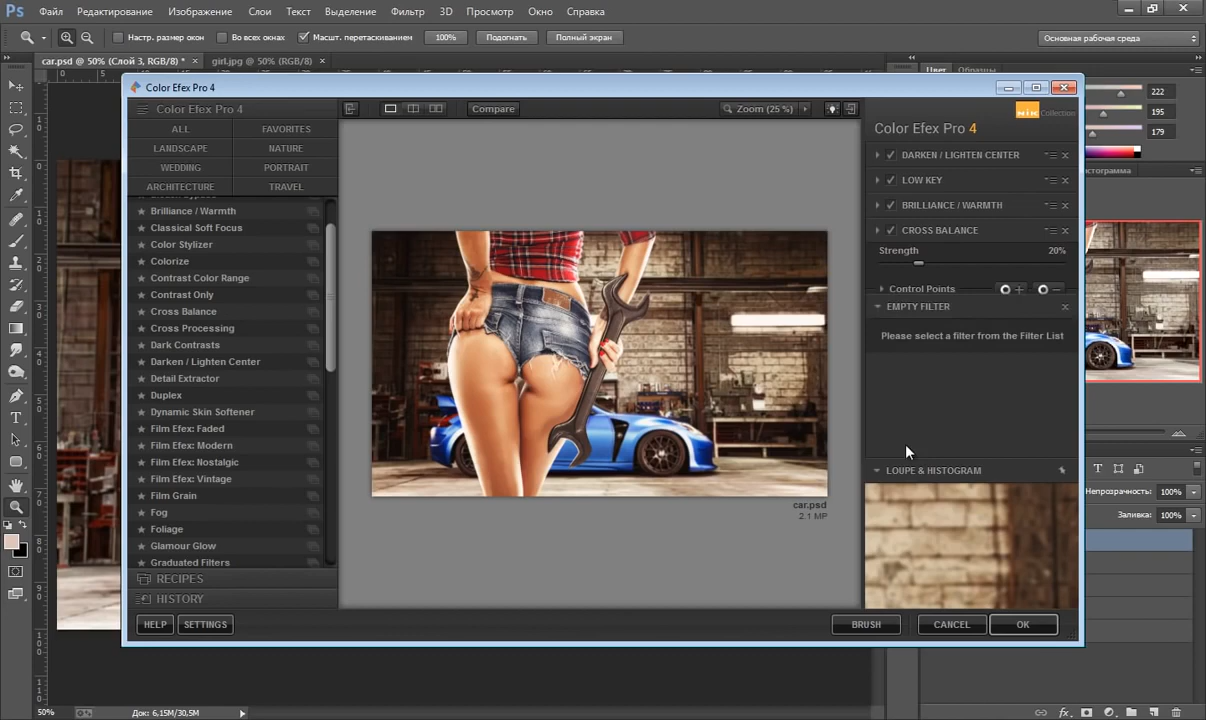 Ps Файл Редактирование Изображение Слои Текст Выделение Фильтр 3D Просмотр Окно Справка
Настр. размер окон Во всех окнах Масшт. перетаскиванием 100% Подогнать Полный экран Основная рабочая среда
car.psd @ 50% (Слой 3, RGB/8) * × girl.jpg @ 50% (RGB/8) × Цвет Образцы
Color Efex Pro 4
Color Efex Pro 4 Compare Zoom (25 %)
nik Collection
Color Efex Pro 4
ALL FAVORITES
LANDSCAPE NATURE
WEDDING PORTRAIT
ARCHITECTURE TRAVEL
Brilliance / Warmth
Classical Soft Focus
Color Stylizer
Colorize
Contrast Color Range
Contrast Only
Cross Balance
Cross Processing
Dark Contrasts
Darken / Lighten Center
Detail Extractor
Duplex
Dynamic Skin Softener
Film Efex: Faded
Film Efex: Modern
Film Efex: Nostalgic
Film Efex: Vintage
Film Grain
Fog
Foliage
Glamour Glow
Graduated Filters
RECIPES
HISTORY
HELP SETTINGS
car.psd
2.1 MP
DARKEN / LIGHTEN CENTER
LOW KEY
BRILLIANCE / WARMTH
CROSS BALANCE
Strength 20%
Control Points
EMPTY FILTER
Please select a filter from the Filter List
LOUPE & HISTOGRAM
BRUSH CANCEL OK
222
195
179
Непрозрачность: 100%
Заливка: 100%
50% Док: 6,15M/30,5M